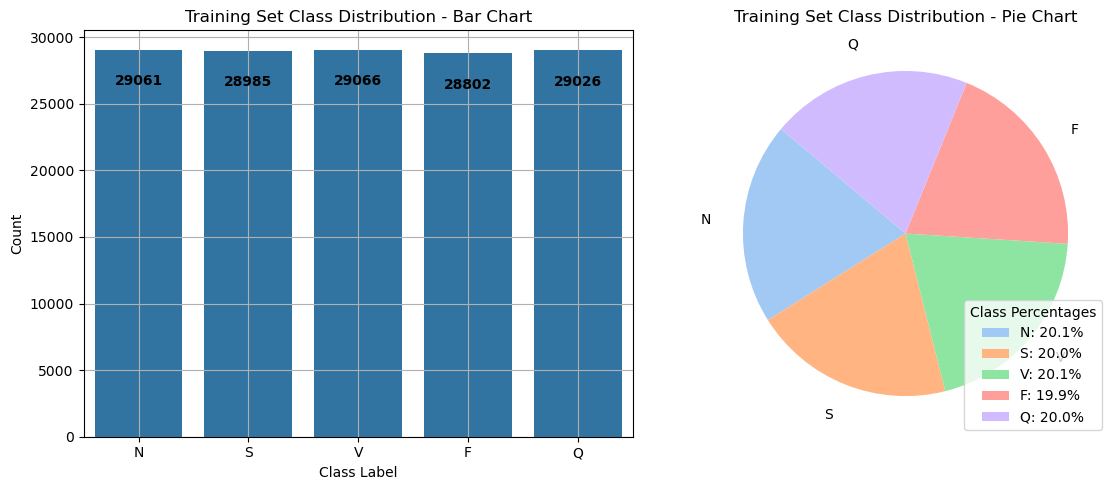 Training Set Class Distribution - Bar Chart
30000
25000
20000
15000
10000
5000
0
Count
29061
28985
29066
28802
29026
N
S
V
F
Q
Class Label
Training Set Class Distribution - Pie Chart
Q
F
N
S
V
Class Percentages
N: 20.1%
S: 20.0%
V: 20.1%
F: 19.9%
Q: 20.0%